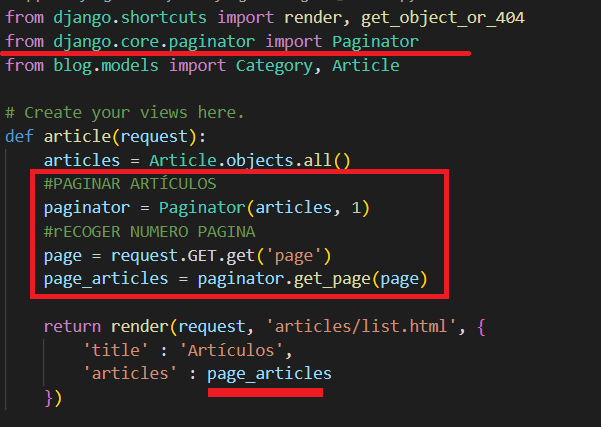 from django.shortcuts import render, get_object_or_404
from django.core.paginator import Paginator
from blog.models import Category, Article
# Create your views here.
def article(request):
    articles = Article.objects.all()
    #PAGINAR ARTÍCULOS
    paginator = Paginator(articles, 1)
    #rECOGER NUMERO PAGINA
    page = request.GET.get('page')
    page_articles = paginator.get_page(page)
    return render(request, 'articles/list.html', {
        'title' : 'Artículos',
        'articles' : page_articles
    })